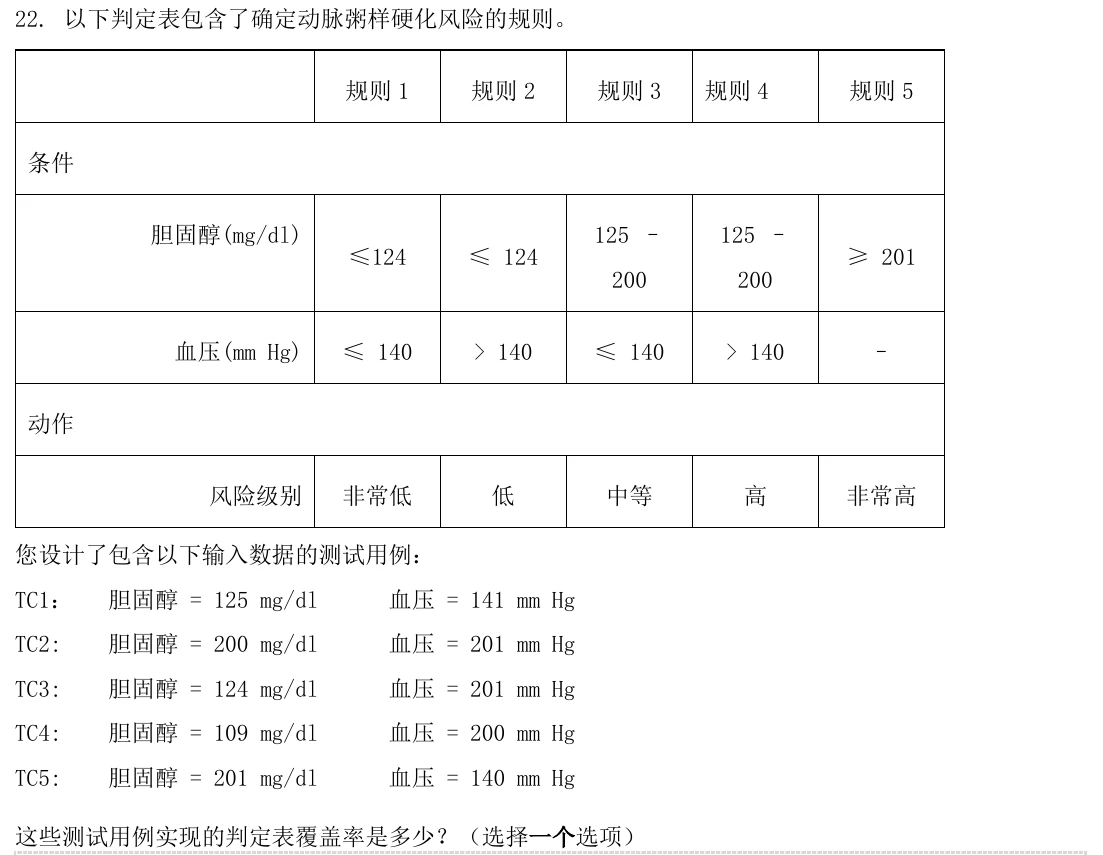 22. 以下判定表包含了确定动脉粥样硬化风险的规则。
规则 1 规则 2 规则 3 规则 4 规则 5
条件
胆固醇(mg/dl) ≤124 ≤ 124 125 – 200 125 – 200 ≥ 201
血压(mm Hg) ≤ 140 > 140 ≤ 140 > 140 –
动作
风险级别 非常低 低 中等 高 非常高
您设计了包含以下输入数据的测试用例：
TC1： 胆固醇 = 125 mg/dl 血压 = 141 mm Hg
TC2: 胆固醇 = 200 mg/dl 血压 = 201 mm Hg
TC3: 胆固醇 = 124 mg/dl 血压 = 201 mm Hg
TC4: 胆固醇 = 109 mg/dl 血压 = 200 mm Hg
TC5: 胆固醇 = 201 mg/dl 血压 = 140 mm Hg
这些测试用例实现的判定表覆盖率是多少？（选择一个选项）